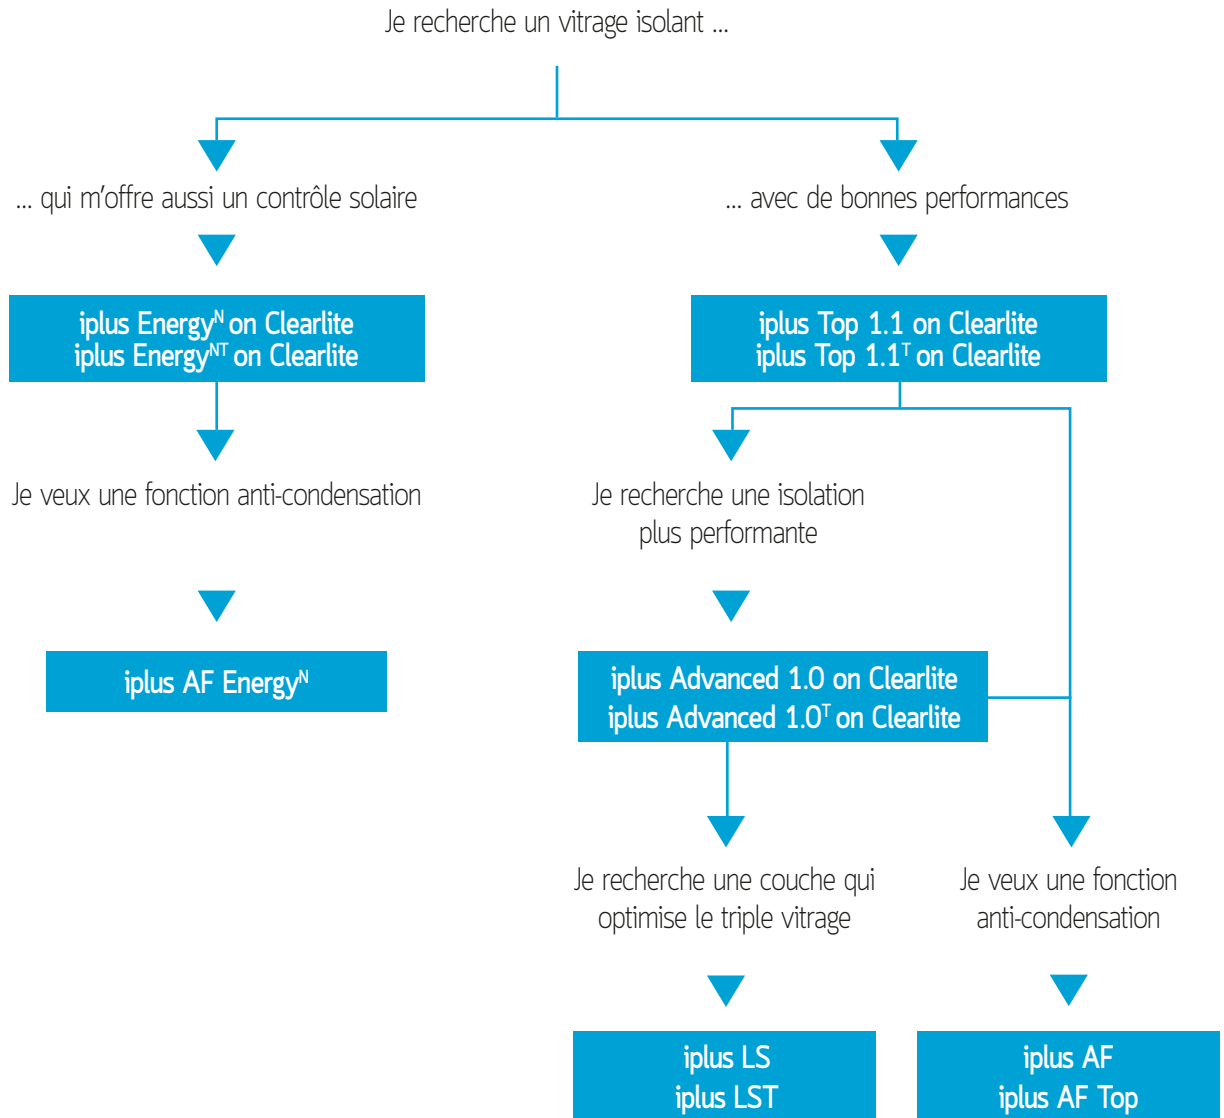 Je recherche un vitrage isolant ...
... qui m'offre aussi un contrôle solaire
iplus Energyᴺ on Clearlite
iplus Energyᴺᵀ on Clearlite
Je veux une fonction anti-condensation
iplus AF Energyᴺ
... avec de bonnes performances
iplus Top 1.1 on Clearlite
iplus Top 1.1ᵀ on Clearlite
Je recherche une isolation
plus performante
iplus Advanced 1.0 on Clearlite
iplus Advanced 1.0ᵀ on Clearlite
Je recherche une couche qui
optimise le triple vitrage
iplus LS
iplus LST
Je veux une fonction
anti-condensation
iplus AF
iplus AF Top